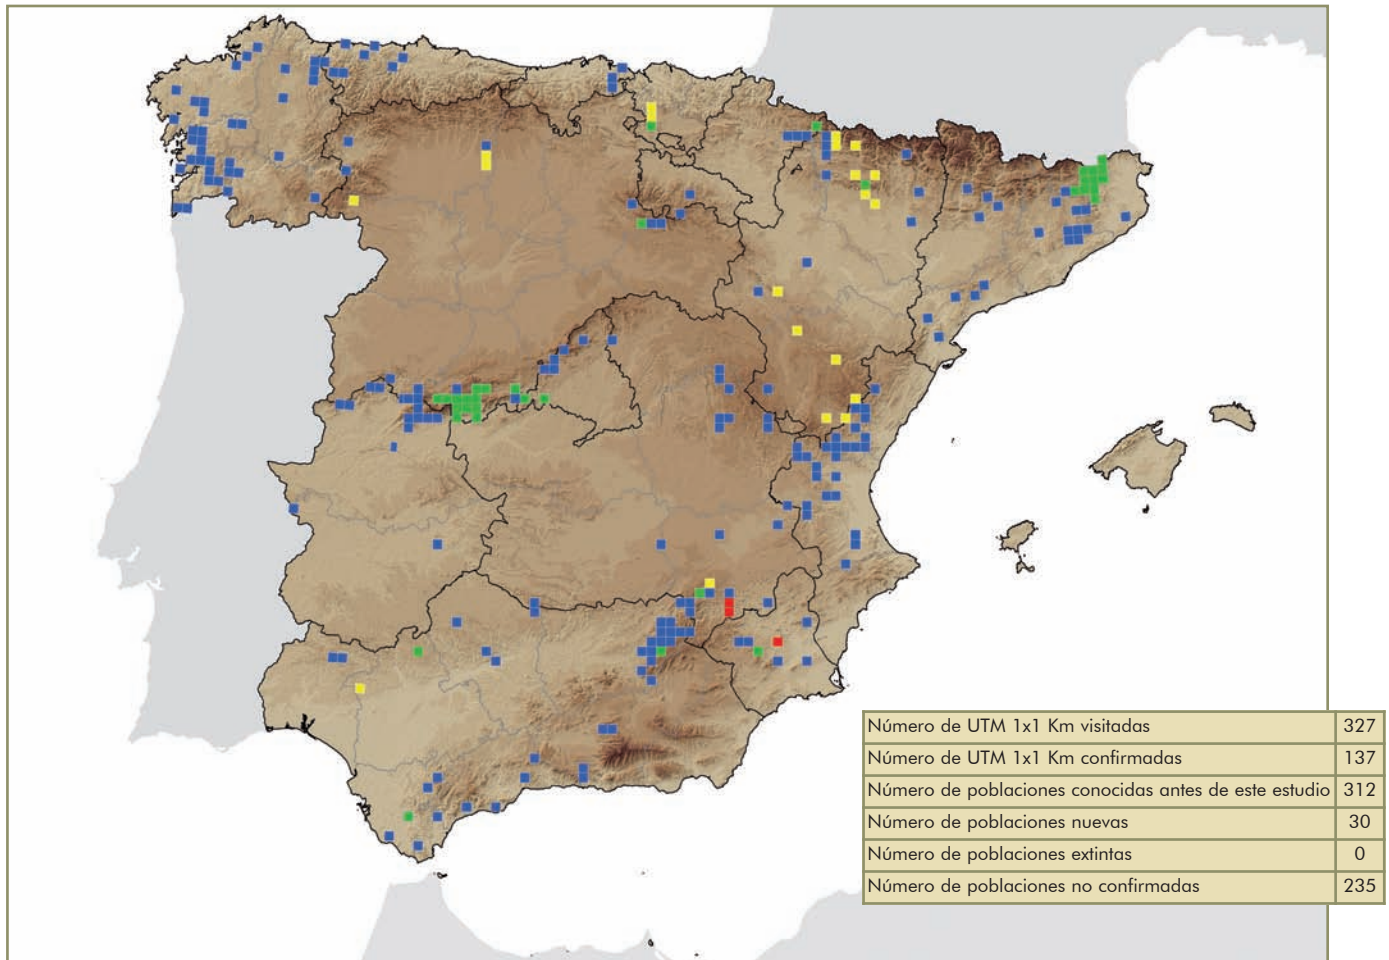 Número de UTM 1x1 Km visitadas 327
Número de UTM 1x1 Km confirmadas 137
Número de poblaciones conocidas antes de este estudio 312
Número de poblaciones nuevas 30
Número de poblaciones extintas 0
Número de poblaciones no confirmadas 235